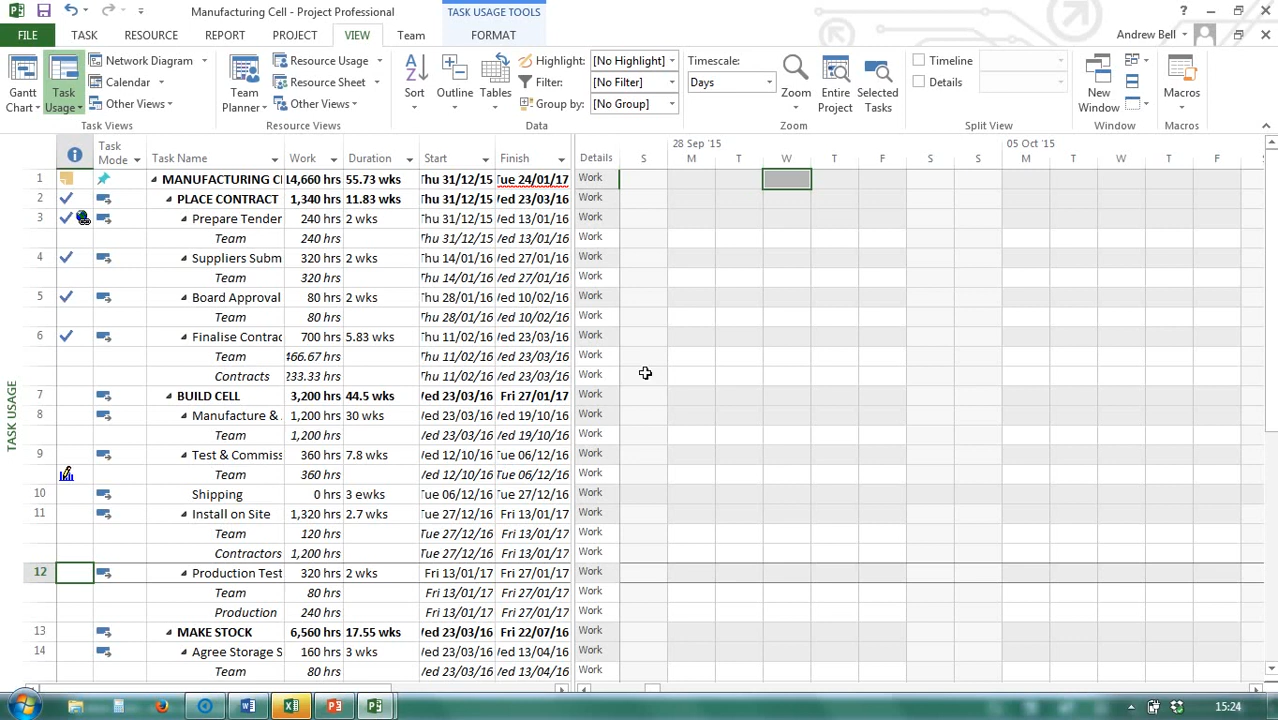 Manufacturing Cell - Project Professional
TASK USAGE TOOLS
?
FILE TASK RESOURCE REPORT PROJECT VIEW Team FORMAT Andrew Bell
Gantt Chart
Task Usage
Network Diagram
Calendar
Other Views
Task Views
Team Planner
Resource Usage
Resource Sheet
Other Views
Resource Views
Sort
Outline
Tables
Highlight: [No Highlight]
Filter: [No Filter]
Group by: [No Group]
Data
Timescale:
Days
Zoom
Entire Project
Selected Tasks
Zoom
Timeline
Details
Split View
New Window
Window
Macros
Macros
Task Mode Task Name Work Duration Start Finish Details
28 Sep '15 05 Oct '15
S M T W T F S S M T W T F
1 MANUFACTURING CE 14,660 hrs 55.73 wks Thu 31/12/15 Tue 24/01/17 Work
2 PLACE CONTRACT 1,340 hrs 11.83 wks Thu 31/12/15 Wed 23/03/16 Work
3 Prepare Tender 240 hrs 2 wks Thu 31/12/15 Wed 13/01/16 Work
Team 240 hrs Thu 31/12/15 Wed 13/01/16 Work
4 Suppliers Subm 320 hrs 2 wks Thu 14/01/16 Wed 27/01/16 Work
Team 320 hrs Thu 14/01/16 Wed 27/01/16 Work
5 Board Approval 80 hrs 2 wks Thu 28/01/16 Wed 10/02/16 Work
Team 80 hrs Thu 28/01/16 Wed 10/02/16 Work
6 Finalise Contrac 700 hrs 5.83 wks Thu 11/02/16 Wed 23/03/16 Work
Team 466.67 hrs Thu 11/02/16 Wed 23/03/16 Work
Contracts 233.33 hrs Thu 11/02/16 Wed 23/03/16 Work
7 BUILD CELL 3,200 hrs 44.5 wks Wed 23/03/16 Fri 27/01/17 Work
8 Manufacture & 1,200 hrs 30 wks Wed 23/03/16 Wed 19/10/16 Work
Team 1,200 hrs Wed 23/03/16 Wed 19/10/16 Work
9 Test & Commiss 360 hrs 7.8 wks Wed 12/10/16 Tue 06/12/16 Work
Team 360 hrs Wed 12/10/16 Tue 06/12/16 Work
10 Shipping 0 hrs 3 ewks Tue 06/12/16 Tue 27/12/16 Work
11 Install on Site 1,320 hrs 2.7 wks Tue 27/12/16 Fri 13/01/17 Work
Team 120 hrs Tue 27/12/16 Fri 13/01/17 Work
Contractors 1,200 hrs Tue 27/12/16 Fri 13/01/17 Work
12 Production Test 320 hrs 2 wks Fri 13/01/17 Fri 27/01/17 Work
Team 80 hrs Fri 13/01/17 Fri 27/01/17 Work
Production 240 hrs Fri 13/01/17 Fri 27/01/17 Work
13 MAKE STOCK 6,560 hrs 17.55 wks Wed 23/03/16 Fri 22/07/16 Work
14 Agree Storage S 160 hrs 3 wks Wed 23/03/16 Wed 13/04/16 Work
Team 80 hrs Wed 23/03/16 Wed 13/04/16 Work
TASK USAGE
15:24